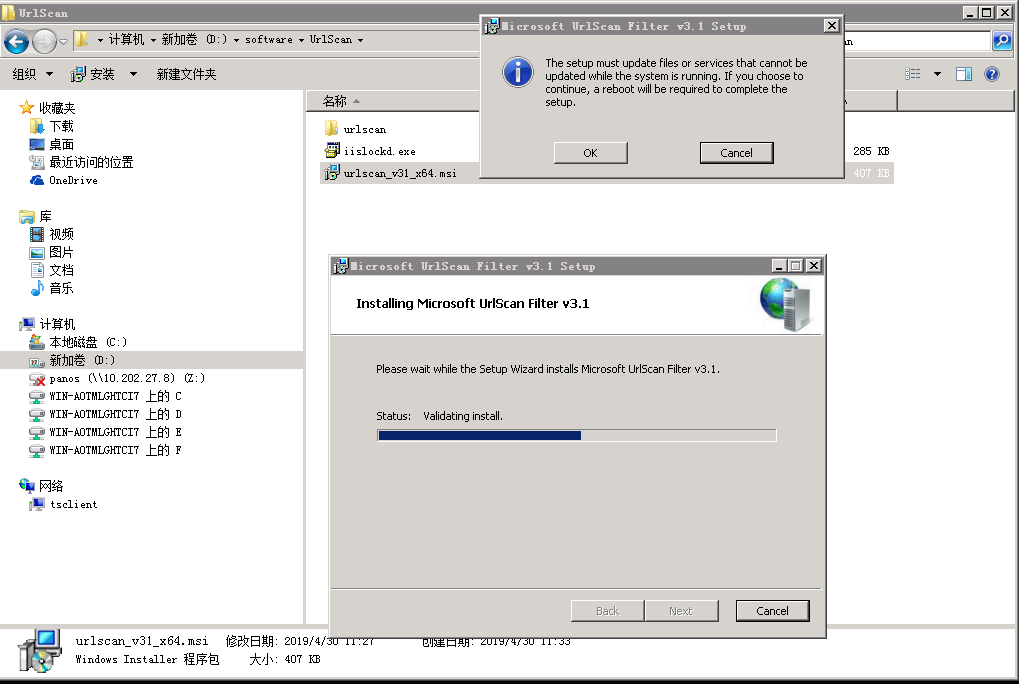 UrlScan
计算机 新加卷 (D:) software UrlScan
组织 安装 新建文件夹
收藏夹
下载
桌面
最近访问的位置
OneDrive
库
视频
图片
文档
音乐
计算机
本地磁盘 (C:)
新加卷 (D:)
panos (\\10.202.27.8) (Z:)
WIN-AOTMLGHTCI7 上的 C
WIN-AOTMLGHTCI7 上的 D
WIN-AOTMLGHTCI7 上的 E
WIN-AOTMLGHTCI7 上的 F
网络
tsclient
名称
urlscan
iislockd.exe
285 KB
urlscan_v31_x64.msi
407 KB
Microsoft UrlScan Filter v3.1 Setup
The setup must update files or services that cannot be
updated while the system is running. If you choose to
continue, a reboot will be required to complete the
setup.
OK Cancel
Microsoft UrlScan Filter v3.1 Setup
Installing Microsoft UrlScan Filter v3.1
Please wait while the Setup Wizard installs Microsoft UrlScan Filter v3.1.
Status: Validating install.
Back Next Cancel
urlscan_v31_x64.msi 修改日期: 2019/4/30 11:27 创建日期: 2019/4/30 11:33
Windows Installer 程序包 大小: 407 KB